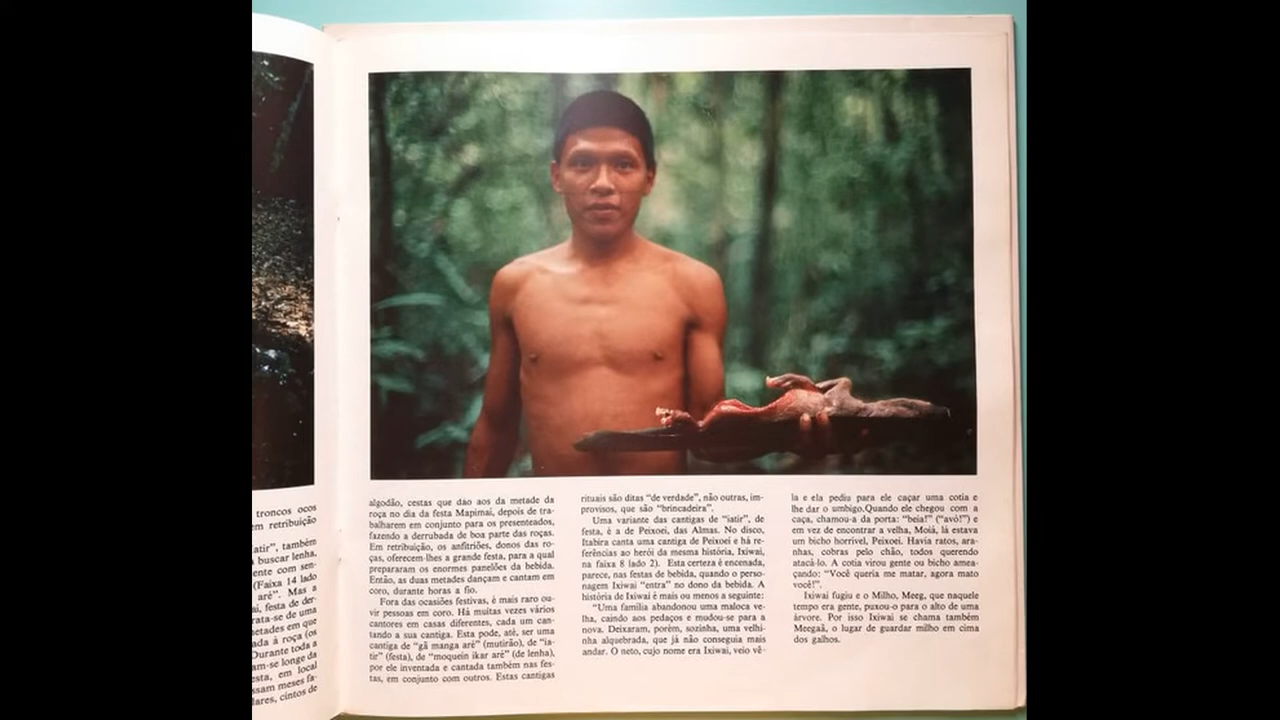 troncos ocos
em retribuição
iatir", também
buscar lenha,
ente com sen-
(Faixa 14 lado
arê". Mas a
ai, festa de der-
rata-se de uma
netades em que
ada à roça (os
Durante toda a
am-se longe da
esta, em local
ssam meses fa-
lares, cintos de
algodão, cestas que dão aos da metade da
roça no dia da festa Mapimaí, depois de tra-
balharem em conjunto para os presenteados,
fazendo a derrubada de boa parte das roças.
Em retribuição, os anfitriões, donos das ro-
ças, oferecem-lhes a grande festa, para a qual
prepararam os enormes panelões da bebida.
Então, as duas metades dançam e cantam em
coro, durante horas a fio.
Fora das ocasiões festivas, é mais raro ou-
vir pessoas em coro. Há muitas vezes vários
cantores em casas diferentes, cada um can-
tando a sua cantiga. Esta pode, até, ser uma
cantiga de "gã manga arê" (mutirão), de "ia-
tir" (festa), de "moquein ikar arê" (de lenha),
por ele inventada e cantada também nas fes-
tas, em conjunto com outros. Estas cantigas
rituais são ditas "de verdade", não outras, im-
provisos, que são "brincadeira".
Uma variante das cantigas de "iatir", de
festa, é a de Peixoei, das Almas. No disco,
Itabira canta uma cantiga de Peixoei e há re-
ferências ao herói da mesma história, Ixiwai,
na faixa 8 lado 2). Esta certeza é encenada,
parece, nas festas de bebida, quando o perso-
nagem Ixiwai "entra" no dono da bebida. A
história de Ixiwai é mais ou menos a seguinte:
"Uma família abandonou uma maloca ve-
lha, caindo aos pedaços e mudou-se para a
nova. Deixaram, porém, sozinha, uma velhi-
nha alquebrada, que já não conseguia mais
andar. O neto, cujo nome era Ixiwai, veio vê-
la e ela pediu para ele caçar uma cotia e
lhe dar o umbigo.Quando ele chegou com a
caça, chamou-a da porta: "beia!" ("avó!") e
em vez de encontrar a velha, Moiá, lá estava
um bicho horrível, Peixoei. Havia ratos, ara-
nhas, cobras pelo chão, todos querendo
atacá-lo. A cotia virou gente ou bicho amea-
çando: "Você queria me matar, agora mato
você!".
Ixiwai fugiu e o Milho, Meeg, que naquele
tempo era gente, puxou-o para o alto de uma
árvore. Por isso Ixiwai se chama também
Meegaã, o lugar de guardar milho em cima
dos galhos.